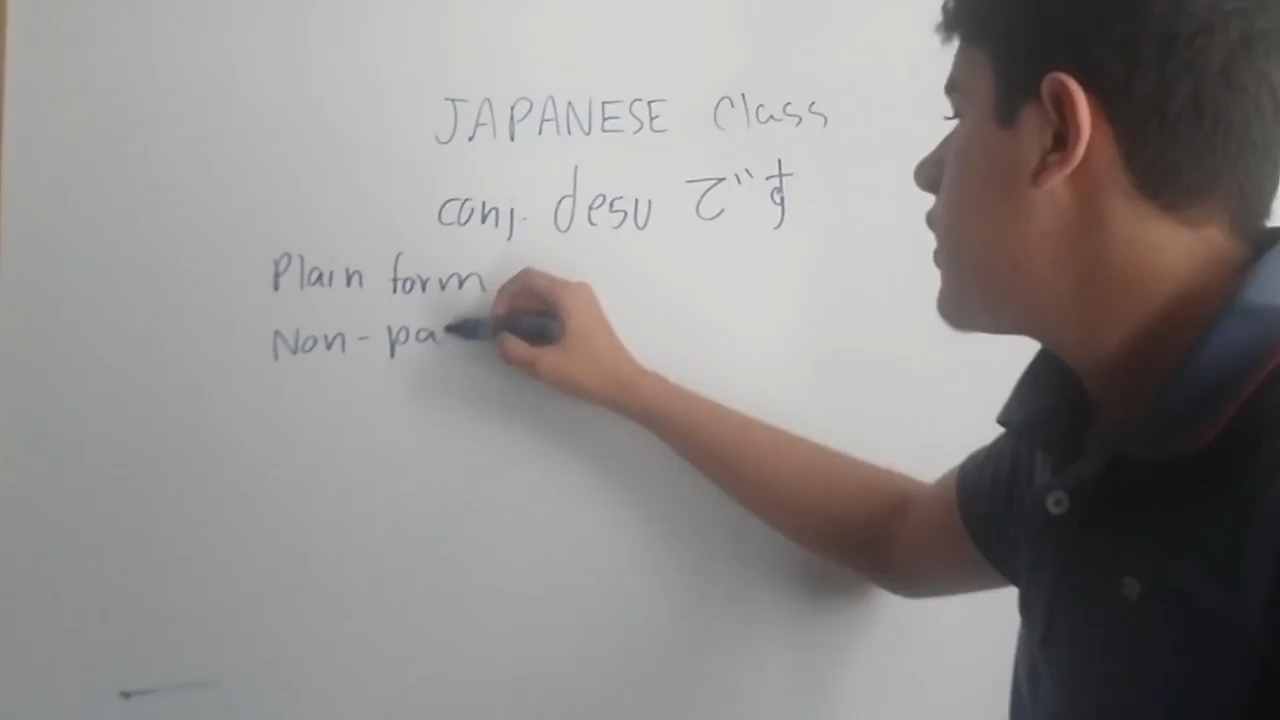 JAPANESE Class
conj. desu です
Plain form
Non-pa